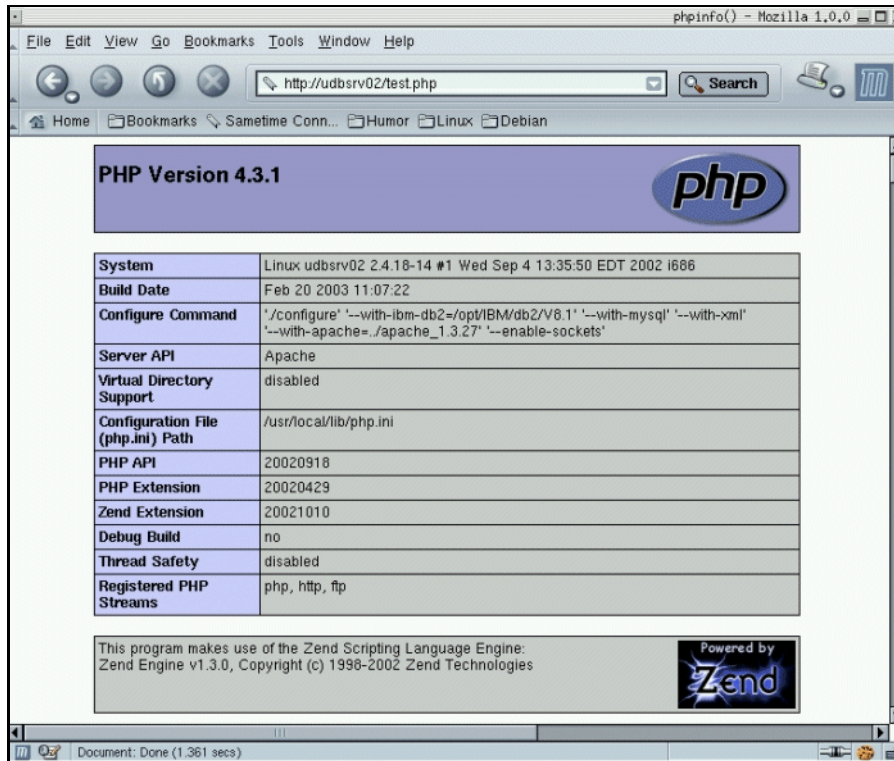 phpinfo() - Mozilla 1.0.0
File Edit View Go Bookmarks Tools Window Help
http://udbsrv02/test.php
Search
Home Bookmarks Sametime Conn... Humor Linux Debian
PHP Version 4.3.1
php
System Linux udbsrv02 2.4.18-14 #1 Wed Sep 4 13:35:50 EDT 2002 i686
Build Date Feb 20 2003 11:07:22
Configure Command './configure' '--with-ibm-db2=/opt/IBM/db2/V8.1' '--with-mysql' '--with-xml'
'--with-apache=../apache_1.3.27' '--enable-sockets'
Server API Apache
Virtual Directory disabled
Support
Configuration File /usr/local/lib/php.ini
(php.ini) Path
PHP API 20020918
PHP Extension 20020429
Zend Extension 20021010
Debug Build no
Thread Safety disabled
Registered PHP php, http, ftp
Streams
This program makes use of the Zend Scripting Language Engine:
Zend Engine v1.3.0, Copyright (c) 1998-2002 Zend Technologies
Powered by
Zend
Document: Done (1.361 secs)